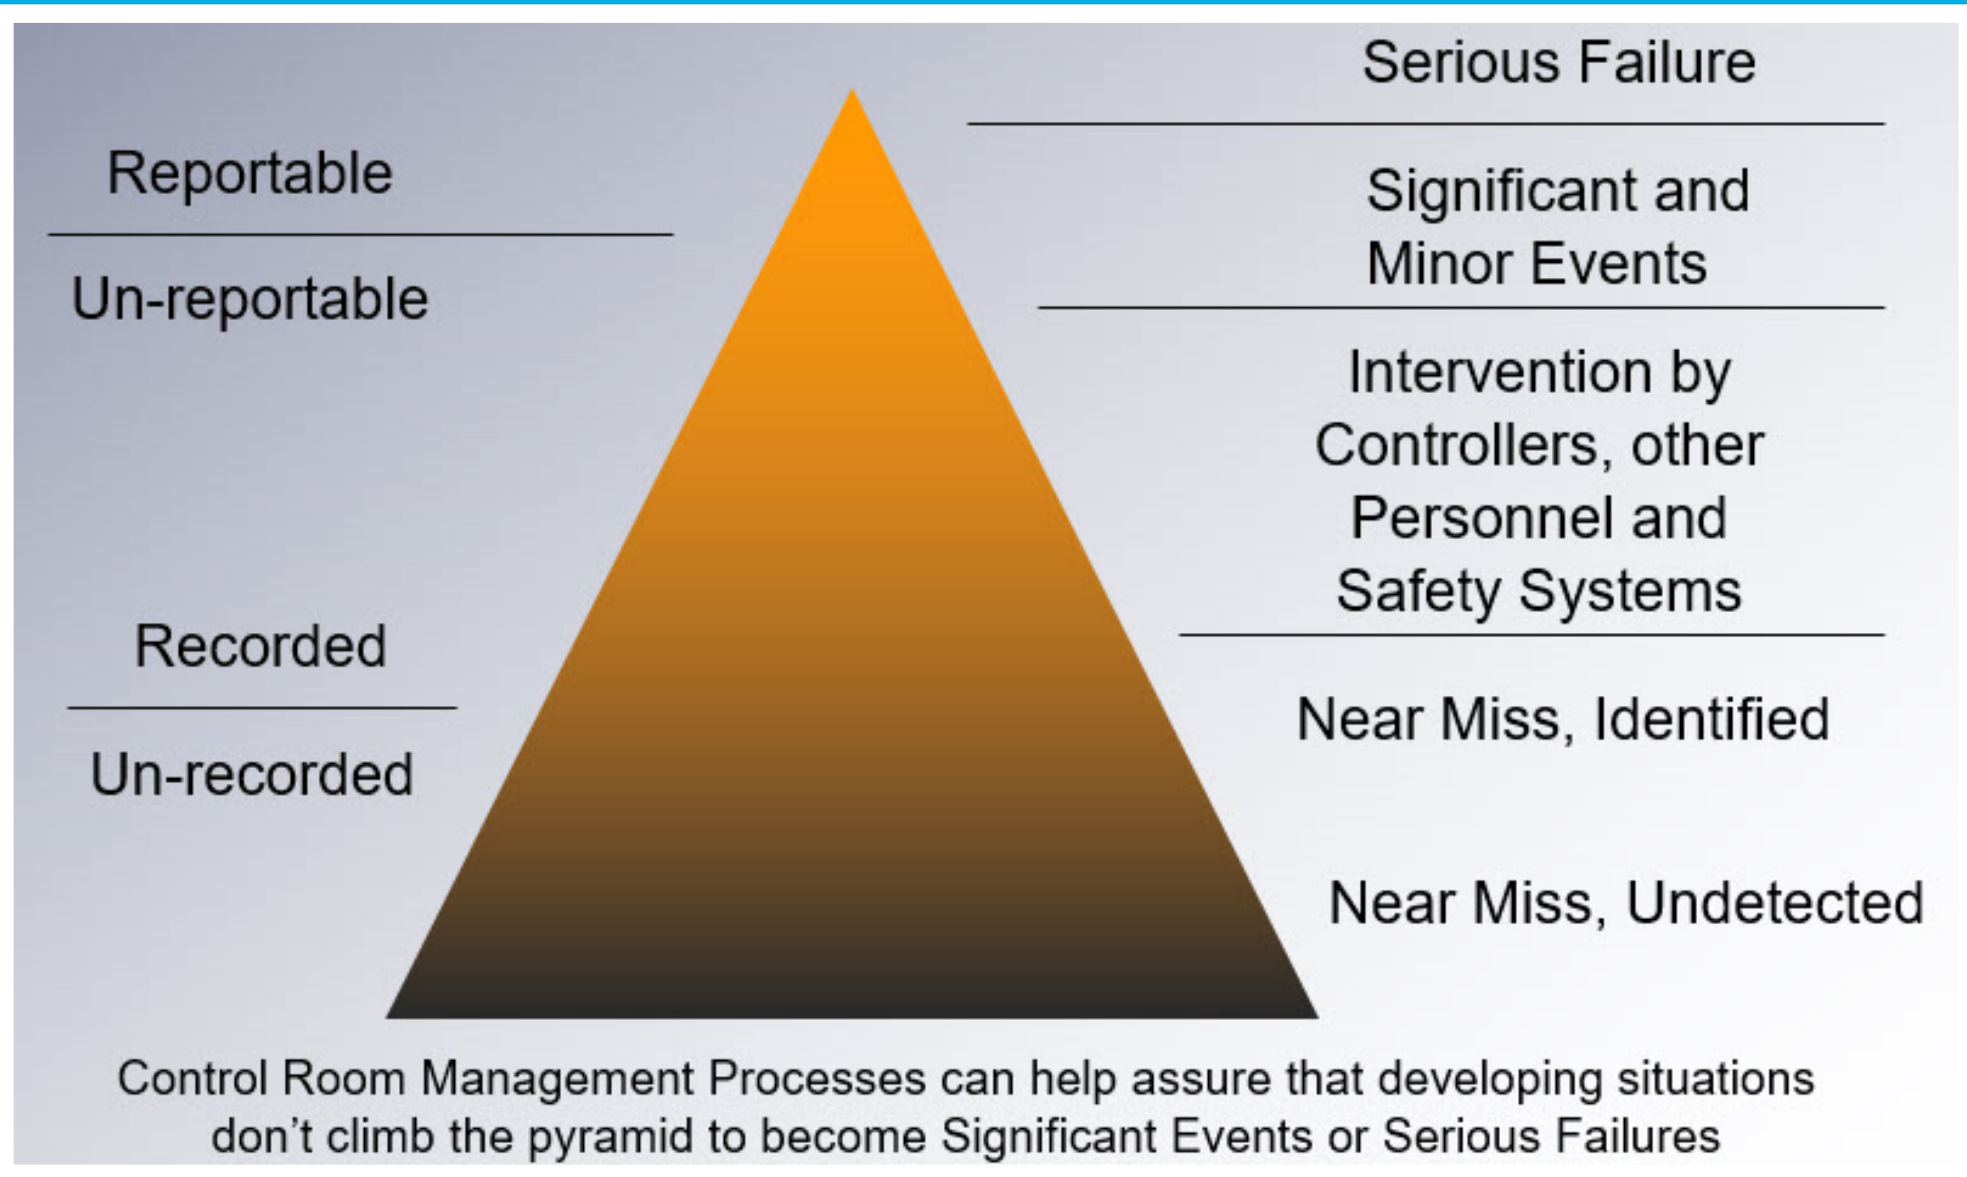 Serious Failure
Reportable
Significant and
Minor Events
Un-reportable
Intervention by
Controllers, other
Personnel and
Safety Systems
Recorded
Near Miss, Identified
Un-recorded
Near Miss, Undetected
Control Room Management Processes can help assure that developing situations
don’t climb the pyramid to become Significant Events or Serious Failures